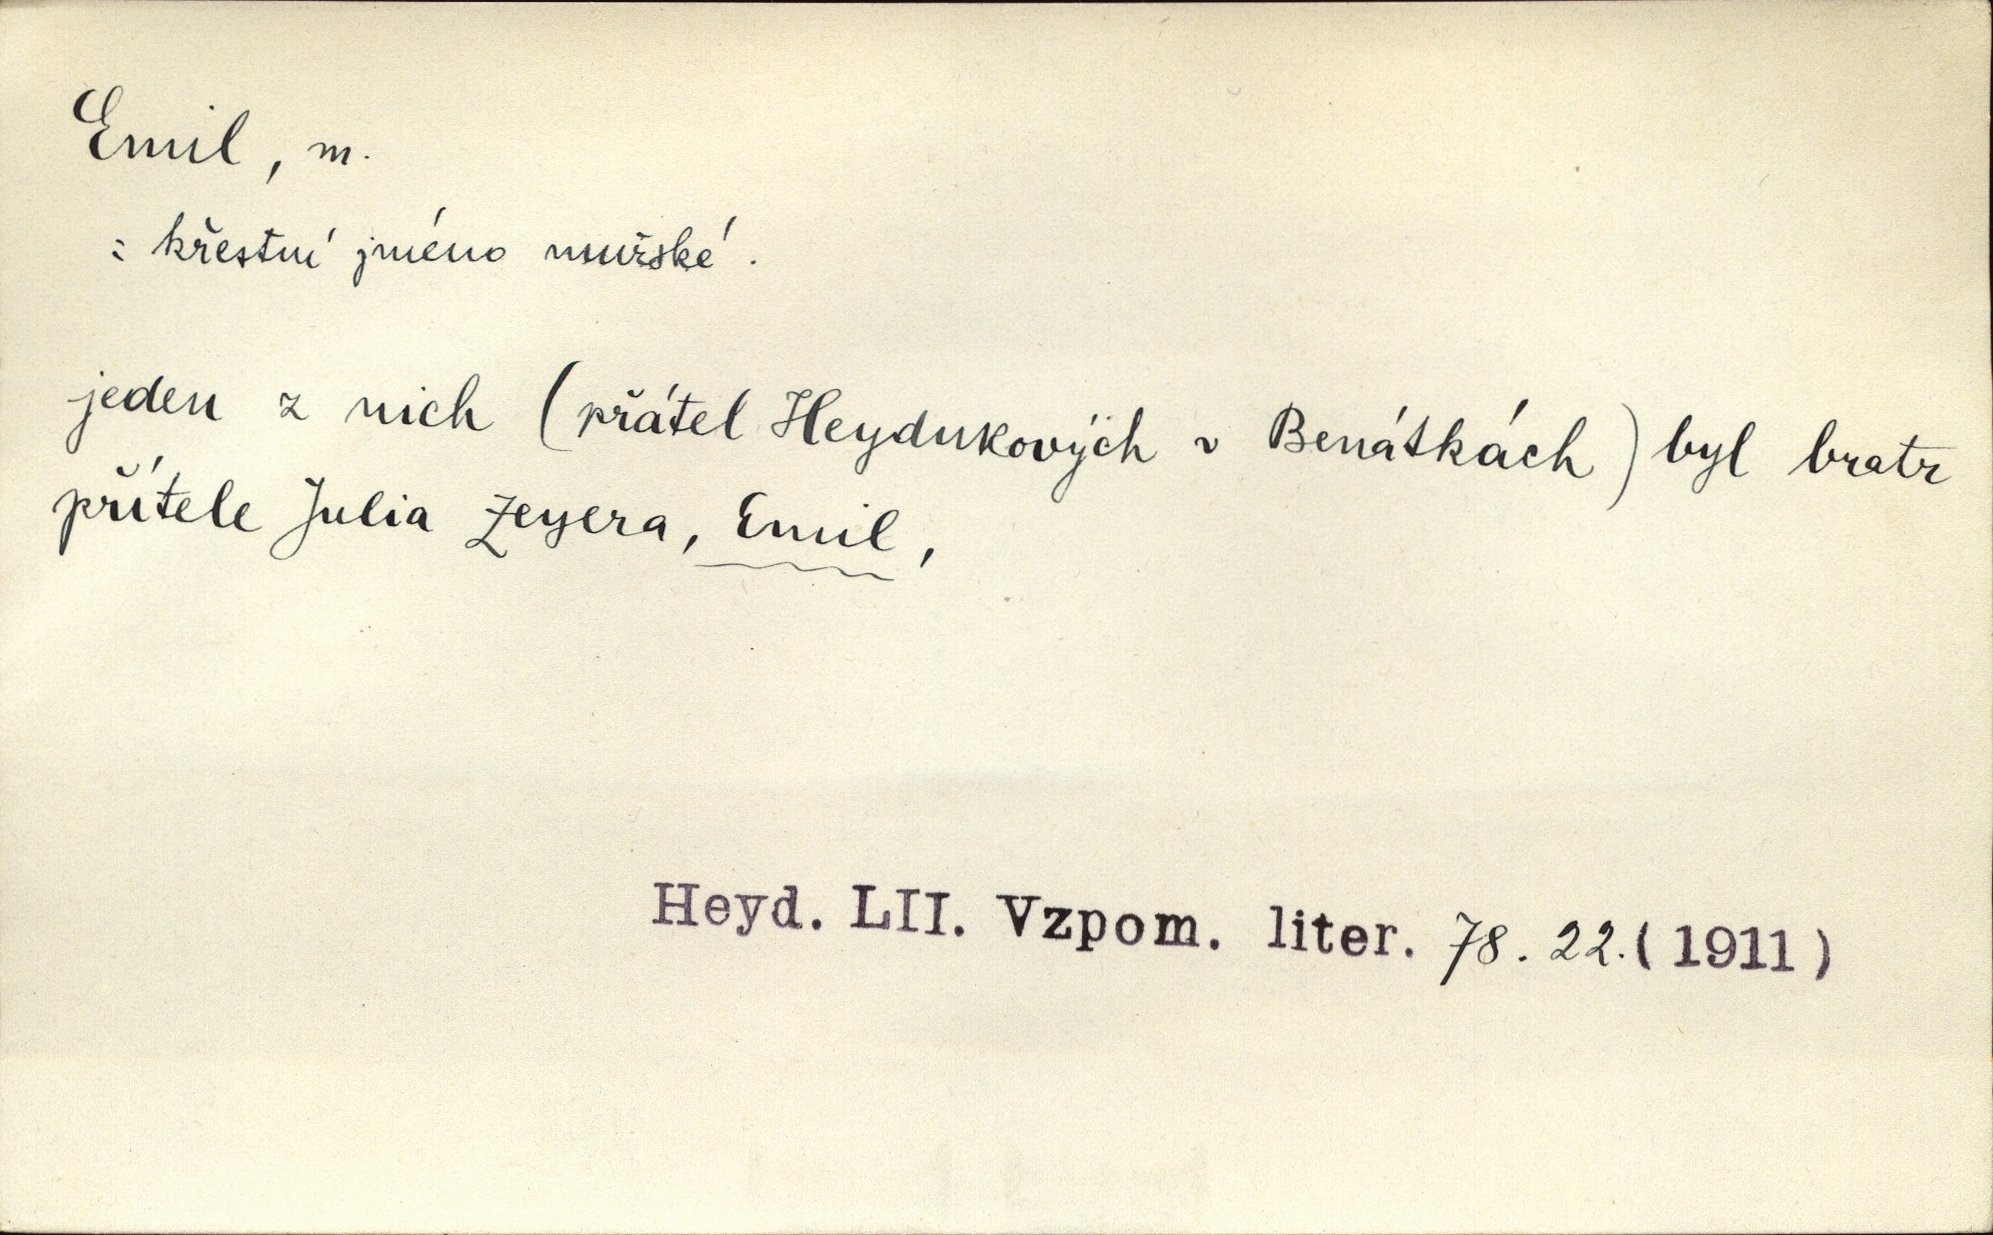 Emil, m.
= křestní jméno mužské.
jeden z nich (přátel Heydukových v Benátkách) byl bratr
přítele Julia Zeyera, Emil,
Heyd. LII. Vzpom. liter. 78. 22. (1911)